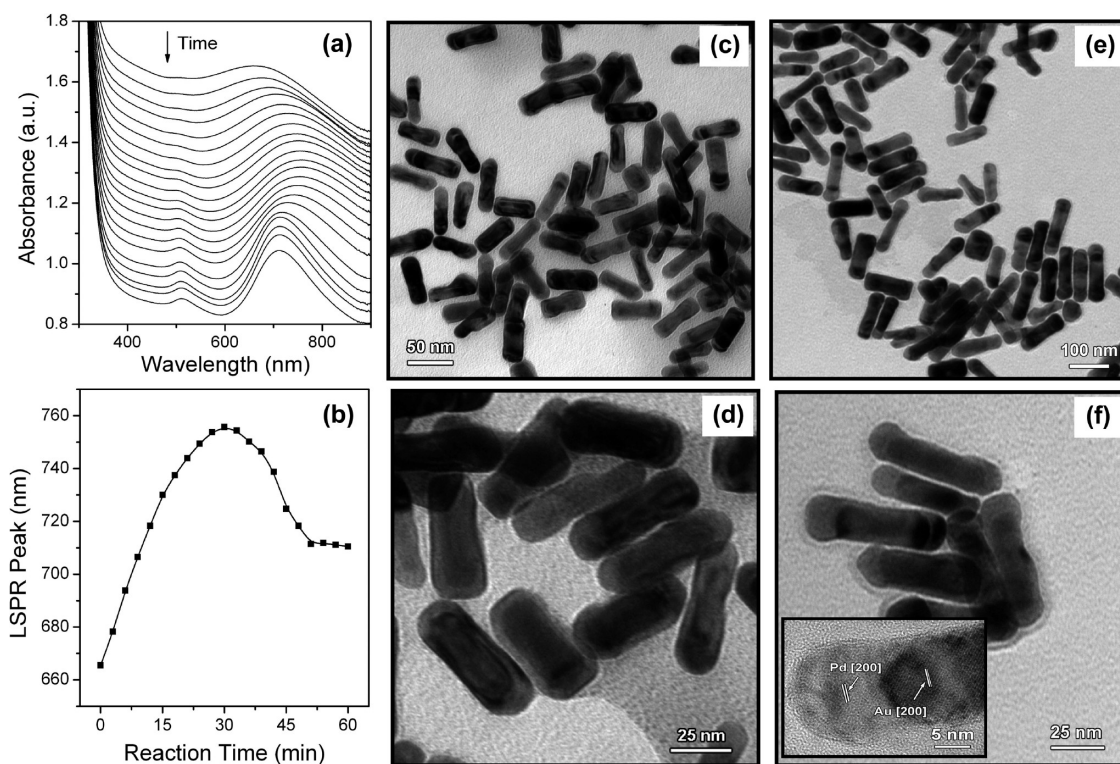 (a)
Time
1.8
1.6
1.4
1.2
1.0
0.8
Absorbance (a.u.)
400
600
800
Wavelength (nm)
(b)
760
740
720
700
680
660
LSPR Peak (nm)
0
15
30
45
60
Reaction Time (min)
(c)
50 nm
(e)
100 nm
(d)
25 nm
(f)
Pd [200]
Au [200]
5 nm
25 nm